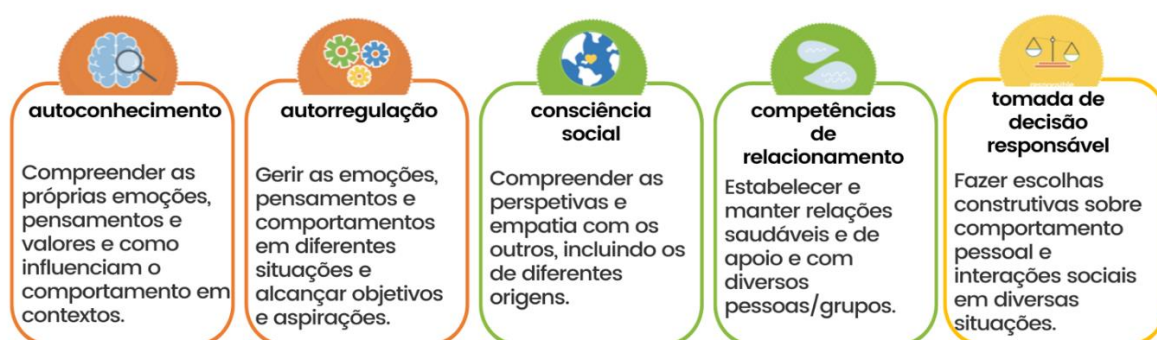 autoconhecimento
Compreender as
próprias emoções,
pensamentos e
valores e como
influenciam o
comportamento em
contextos.
autorregulação
Gerir as emoções,
pensamentos e
comportamentos
em diferentes
situações e
alcançar objetivos
e aspirações.
consciência
social
Compreender as
perspetivas e
empatia com os
outros, incluindo os
de diferentes
origens.
competências
de
relacionamento
Estabelecer e
manter relações
saudáveis e de
apoio e com
diversos
pessoas/grupos.
tomada de
decisão
responsável
Fazer escolhas
construtivas sobre
comportamento
pessoal e
interações sociais
em diversas
situações.